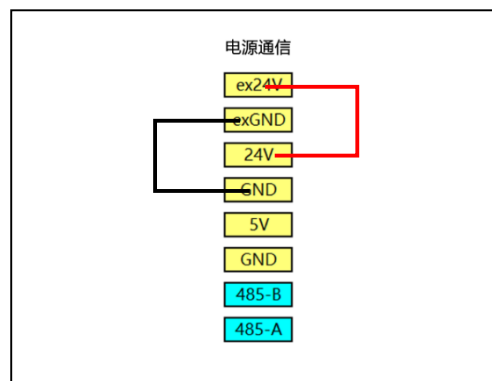 电源通信
ex24V
exGND
24V
GND
5V
GND
485-B
485-A